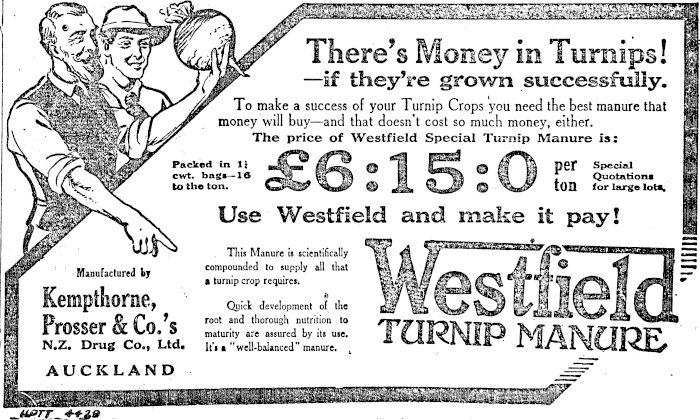 There's Money in Turnips!
—if they're grown successfully.
To make a success of your Turnip Crops you need the best manure that
money will buy—and that doesn't cost so much money, either.
The price of Westfield Special Turnip Manure is:
Packed in 1¼
cwt. bags—16
to the ton.
£6:15:0
per
ton
Special
Quotations
for large lots.
Use Westfield and make it pay!
Manufactured by
Kempthorne,
Prosser & Co.'s
N.Z. Drug Co., Ltd.
AUCKLAND
This Manure is scientifically
compounded to supply all that
a turnip crop requires.
Quick development of the
root and thorough nutrition to
maturity are assured by its use.
It's a "well-balanced" manure.
Westfield
TURNIP MANURE